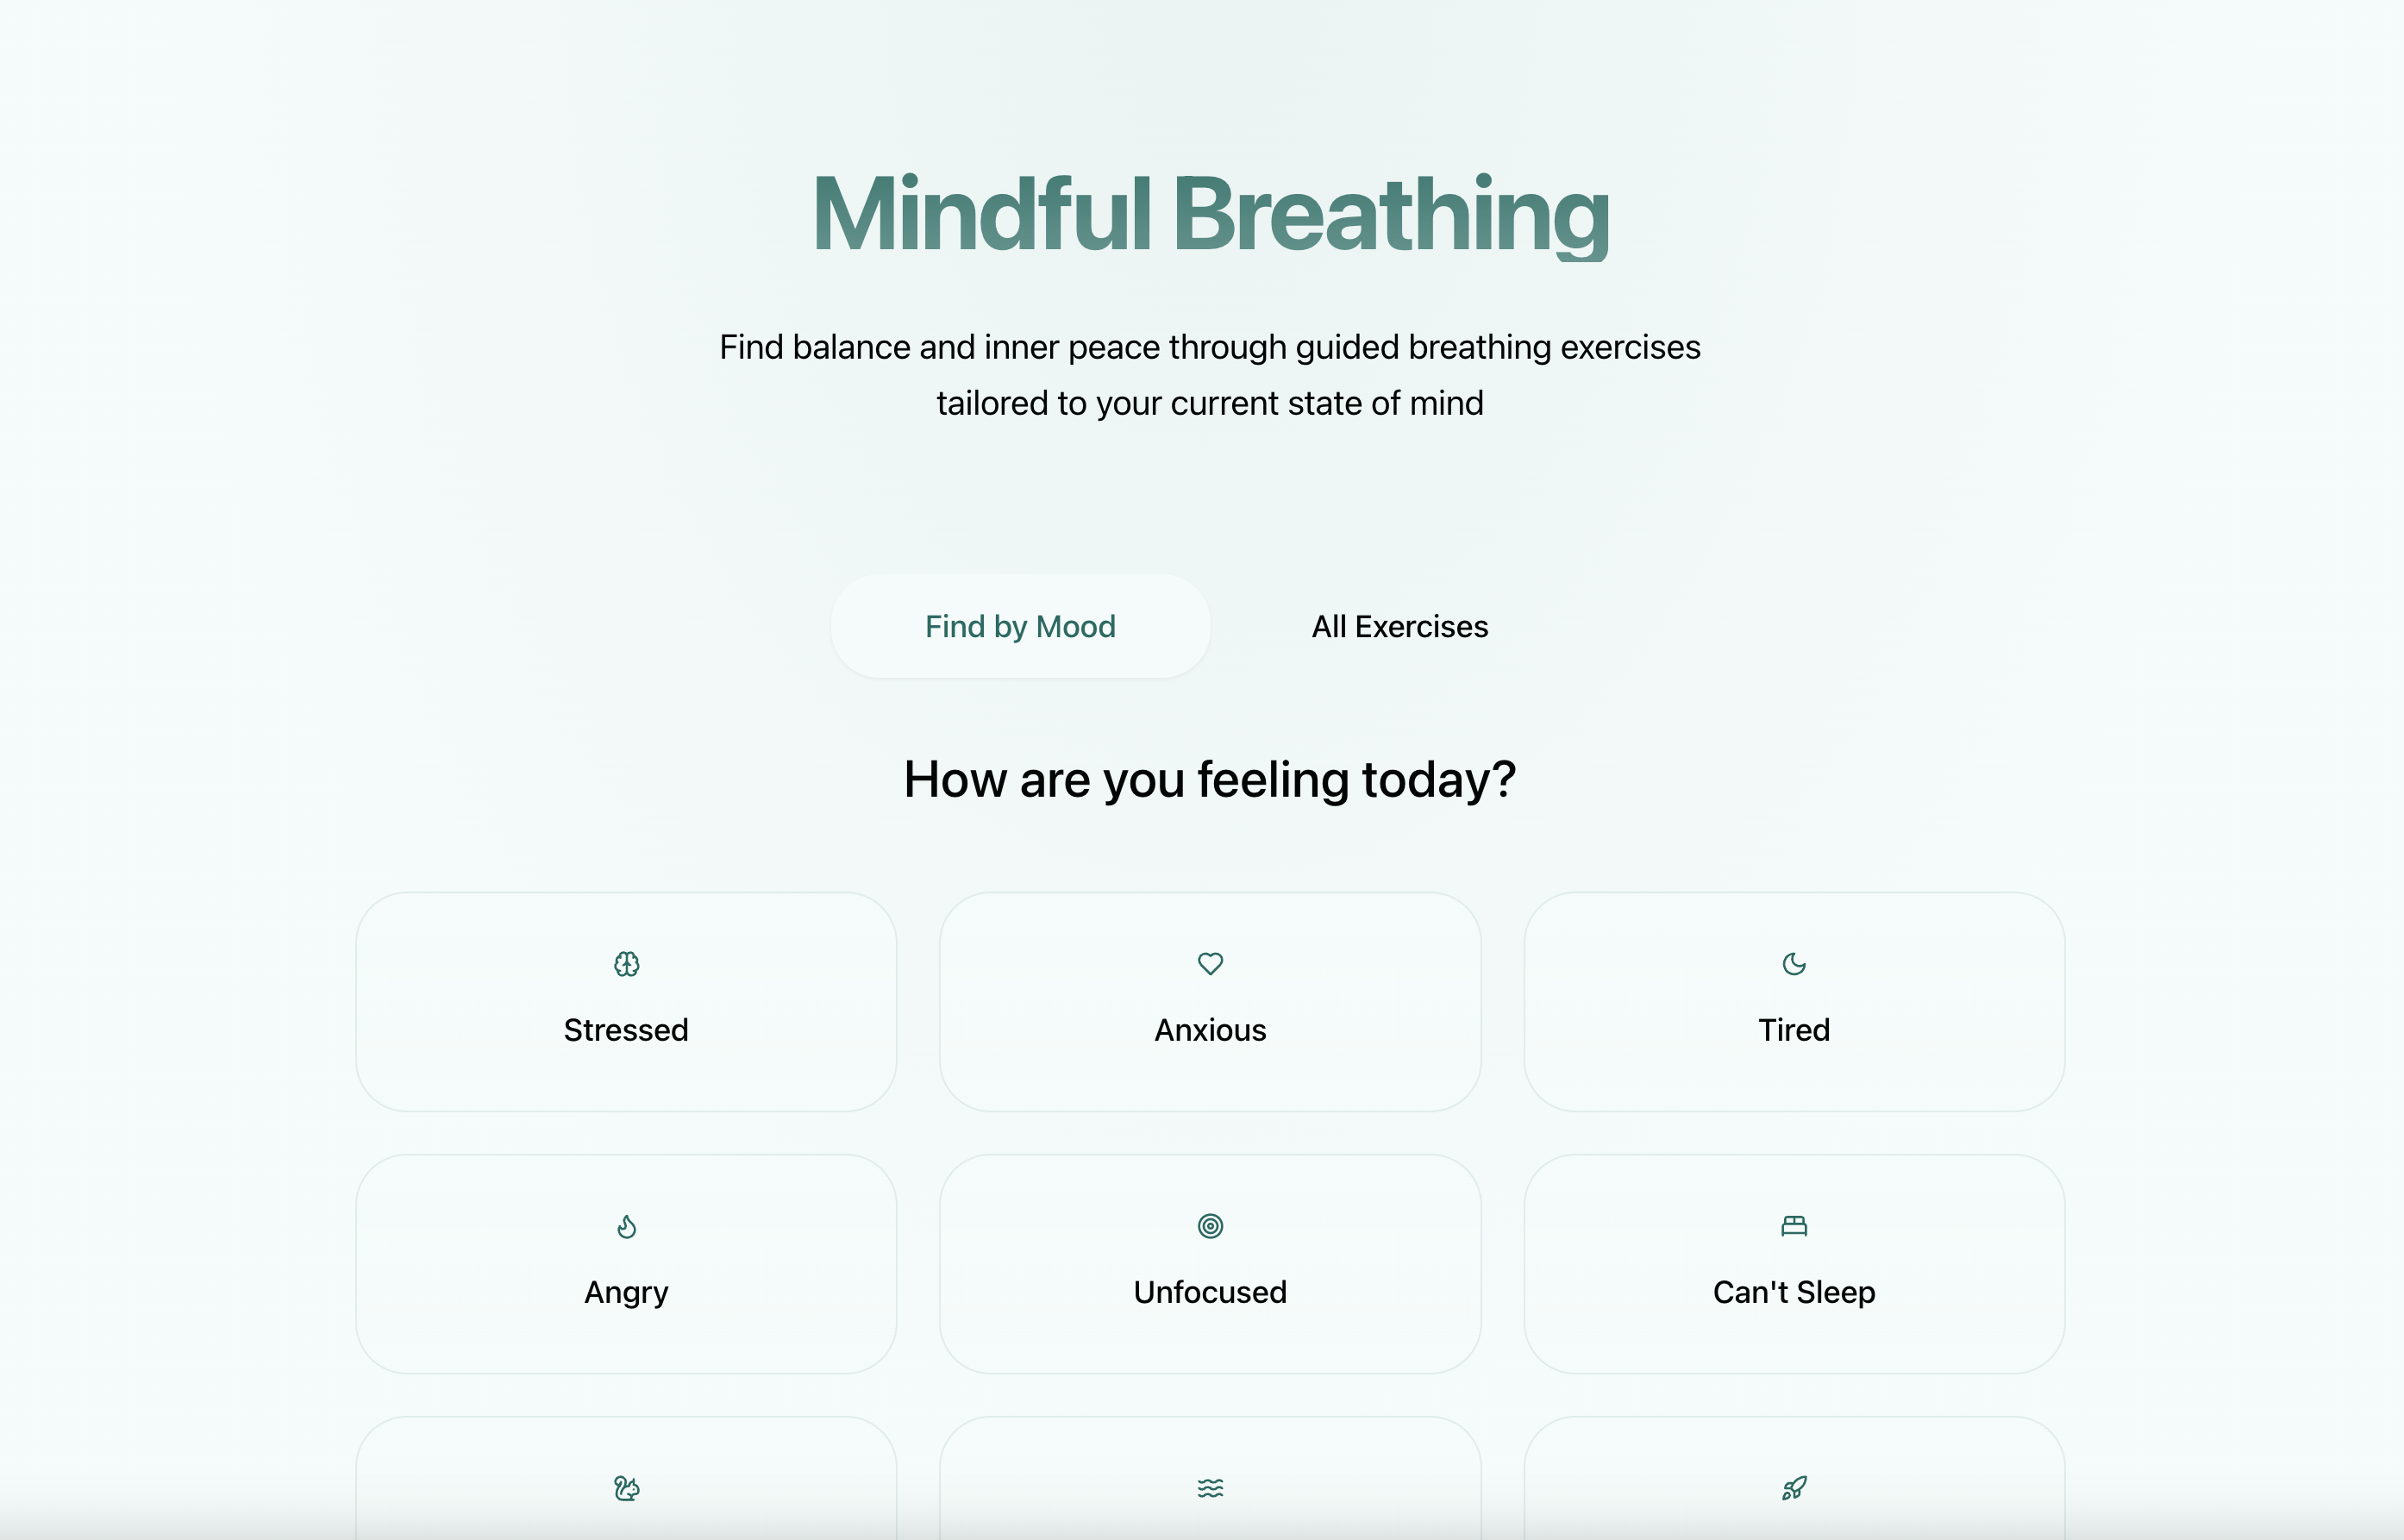 Mindful Breathing
Find balance and inner peace through guided breathing exercises
tailored to your current state of mind
Find by Mood
All Exercises
How are you feeling today?
Stressed
Anxious
Tired
Angry
Unfocused
Can't Sleep